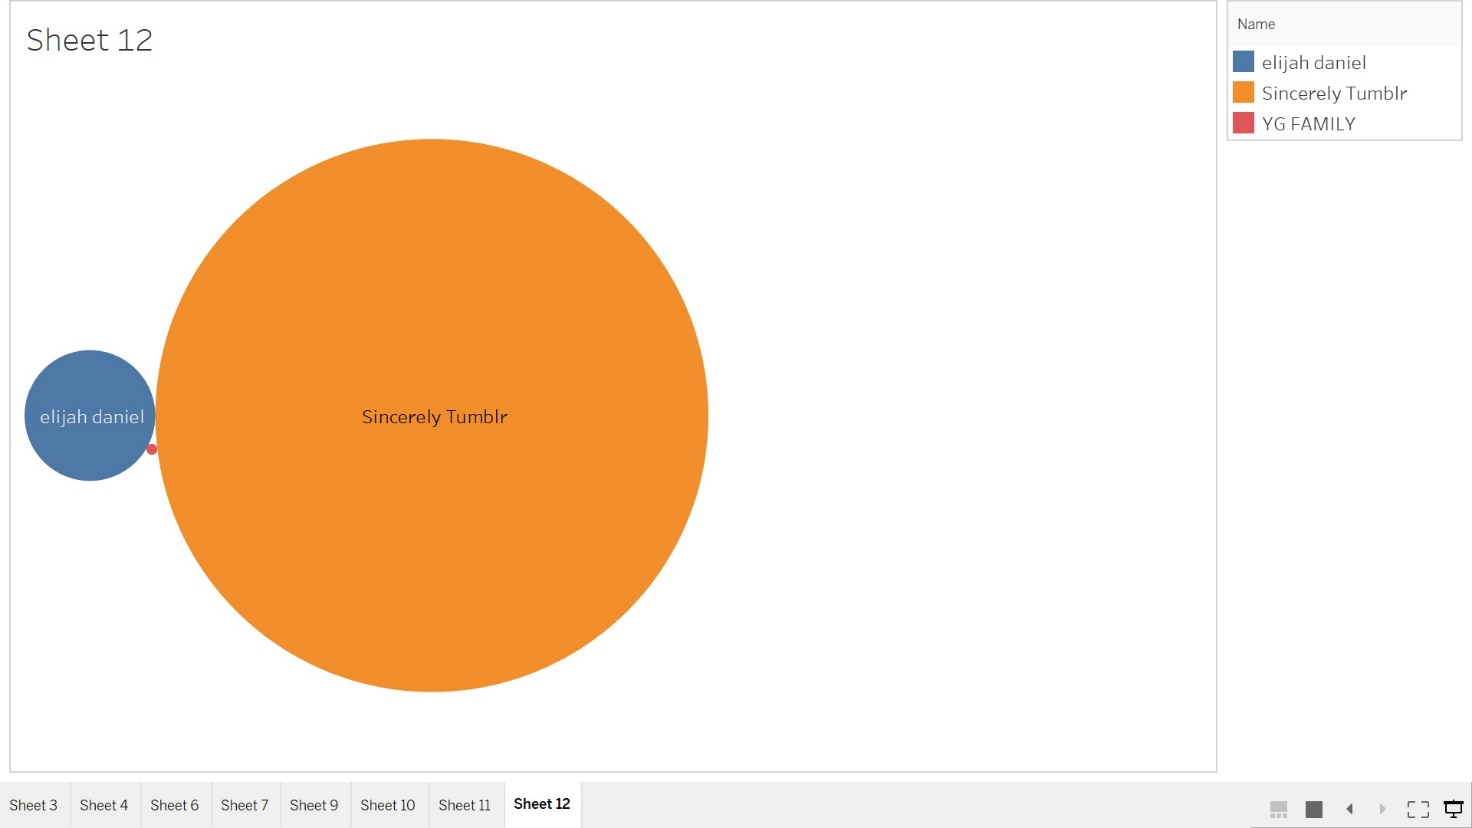 Sheet 12
Name
elijah daniel
Sincerely Tumblr
YG FAMILY
elijah daniel
Sincerely Tumblr
Sheet 3
Sheet 4
Sheet 6
Sheet 7
Sheet 9
Sheet 10
Sheet 11
Sheet 12